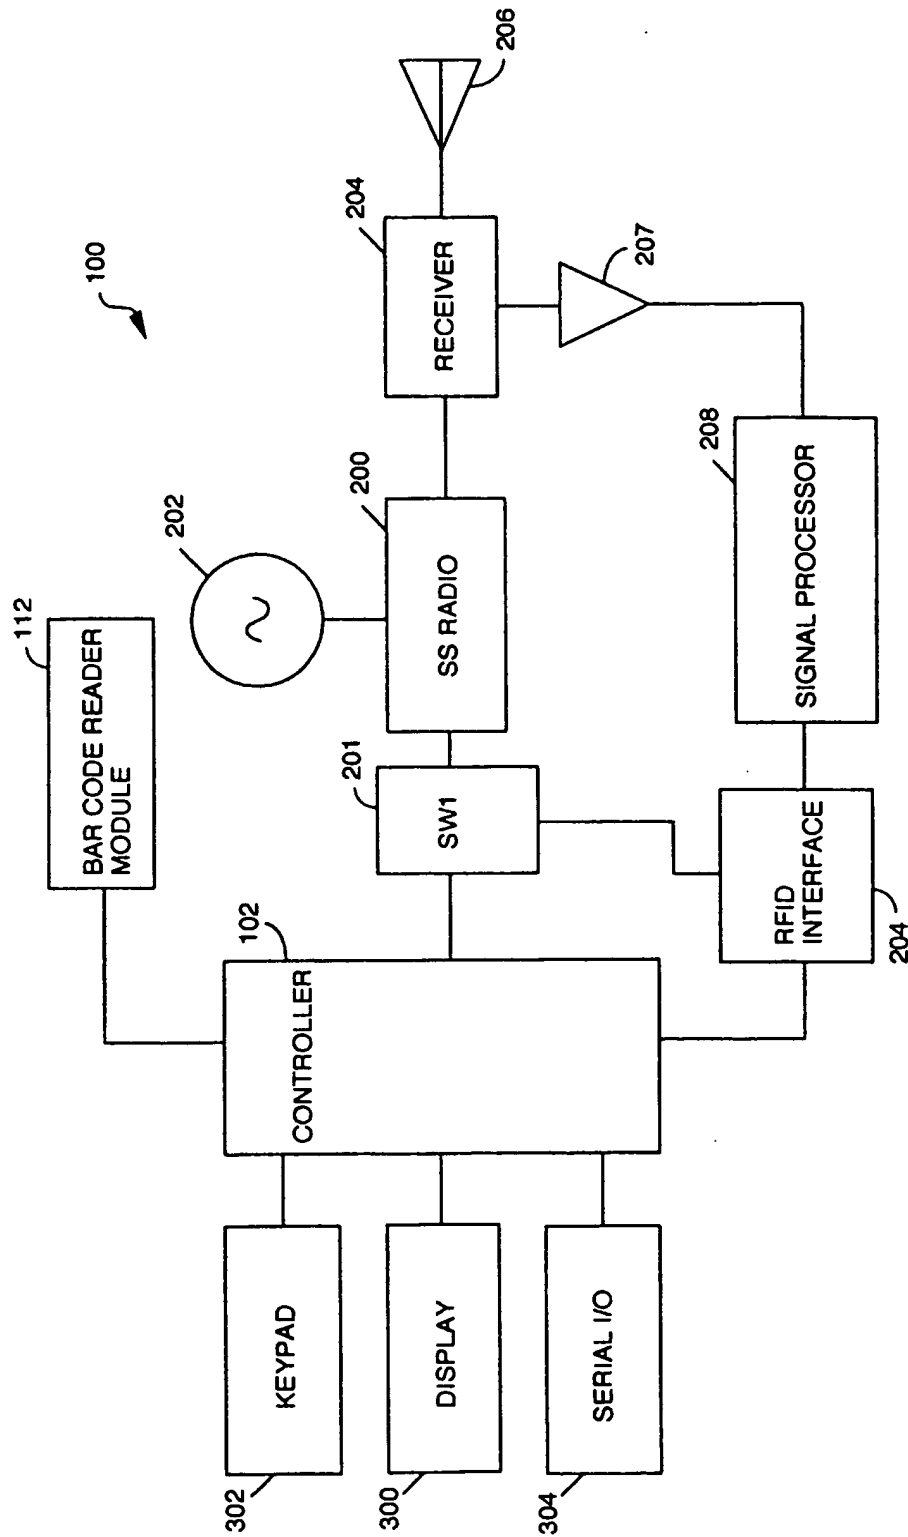 100
112
BAR CODE READER
MODULE
202
302
KEYPAD
102
CONTROLLER
201
SW1
200
SS RADIO
204
RECEIVER
206
300
DISPLAY
207
304
SERIAL I/O
RFID
INTERFACE
204
208
SIGNAL PROCESSOR